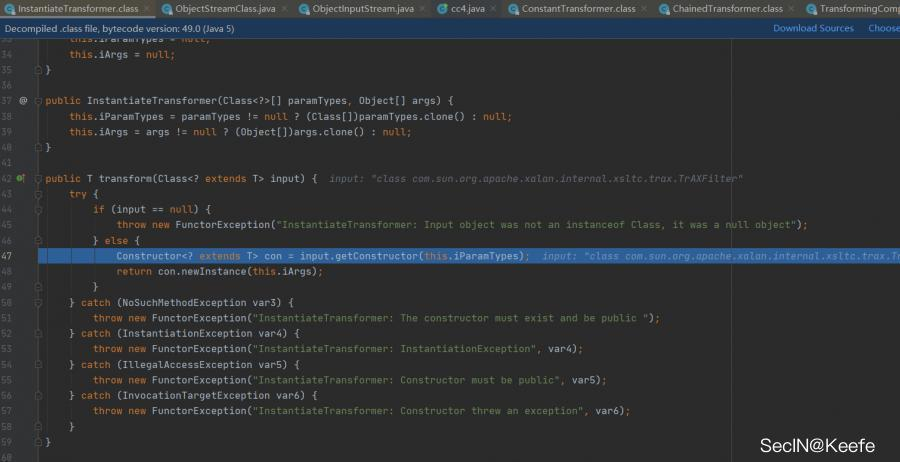 InstantiateTransformer.class ObjectStreamClass.java ObjectInputStream.java cc4.java ConstantTransformer.class ChainedTransformer.class TransformingComp
Decompiled .class file, bytecode version: 49.0 (Java 5) Download Sources Choose
33 this.iParamTypes = null;
34 this.iArgs = null;
35 }
36
37 @ public InstantiateTransformer(Class<?>[] paramTypes, Object[] args) {
38 this.iParamTypes = paramTypes != null ? (Class[])paramTypes.clone() : null;
39 this.iArgs = args != null ? (Object[])args.clone() : null;
40 }
41
42 public T transform(Class<? extends T> input) { input: "class com.sun.org.apache.xalan.internal.xsltc.trax.TrAXFilter"
43 try {
44 if (input == null) {
45 throw new FunctorException("InstantiateTransformer: Input object was not an instanceof Class, it was a null object");
46 } else {
47 Constructor<? extends T> con = input.getConstructor(this.iParamTypes); input: "class com.sun.org.apache.xalan.internal.xsltc.trax.Tr
48 return con.newInstance(this.iArgs);
49 }
50 } catch (NoSuchMethodException var3) {
51 throw new FunctorException("InstantiateTransformer: The constructor must exist and be public ");
52 } catch (InstantiationException var4) {
53 throw new FunctorException("InstantiateTransformer: InstantiationException", var4);
54 } catch (IllegalAccessException var5) {
55 throw new FunctorException("InstantiateTransformer: Constructor must be public", var5);
56 } catch (InvocationTargetException var6) {
57 throw new FunctorException("InstantiateTransformer: Constructor threw an exception", var6);
58 }
59 }
60
SecIN@Keefe